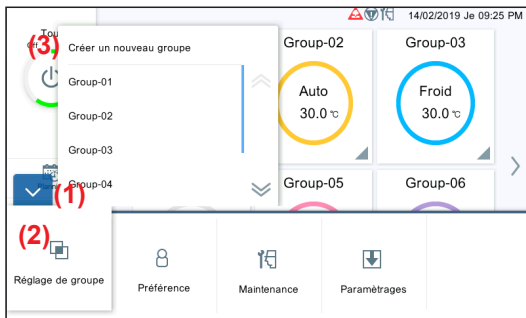 14/02/2019 Je 09:25 PM
Tou
Off
(3)
Créer un nouveau groupe
Group-01
Group-02
Group-03
Group-04
Group-02
Auto
30.0 °C
Group-03
Froid
30.0 °C
Group-05
Group-06
(1)
(2)
Réglage de groupe
Préférence
Maintenance
Paramètrages